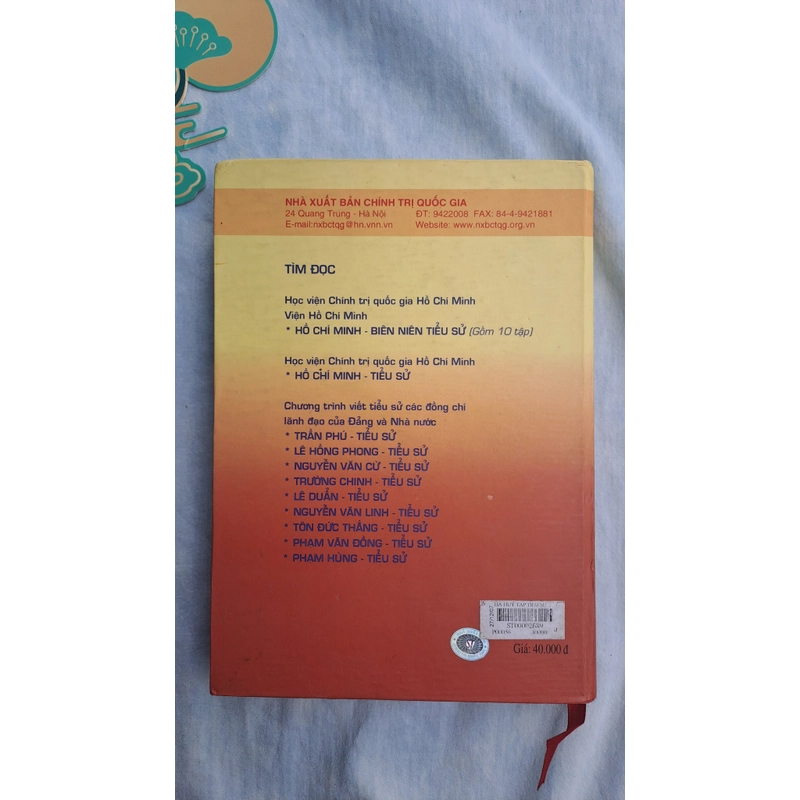 NHÀ XUẤT BẢN CHÍNH TRỊ QUỐC GIA
24 Quang Trung - Hà Nội ĐT: 9422008 FAX: 84-4-9421881
E-mail:nxbctqg@hn.vnn.vn Website: www.nxbctqg.org.vn
TÌM ĐỌC
Học viện Chính trị quốc gia Hồ Chí Minh
Viện Hồ Chí Minh
* HỒ CHÍ MINH - BIÊN NIÊN TIỂU SỬ (Gồm 10 tập)
Học viện Chính trị quốc gia Hồ Chí Minh
* HỒ CHÍ MINH - TIỂU SỬ
Chương trình viết tiểu sử các đồng chí
lãnh đạo của Đảng và Nhà nước
* TRẦN PHÚ - TIỂU SỬ
* LÊ HỒNG PHONG - TIỂU SỬ
* NGUYỄN VĂN CỪ - TIỂU SỬ
* TRƯỜNG CHINH - TIỂU SỬ
* LÊ DUẨN - TIỂU SỬ
* NGUYỄN VĂN LINH - TIỂU SỬ
* TÔN ĐỨC THẮNG - TIỂU SỬ
* PHẠM VĂN ĐỒNG - TIỂU SỬ
* PHẠM HÙNG - TIỂU SỬ
Giá: 40.000 đ